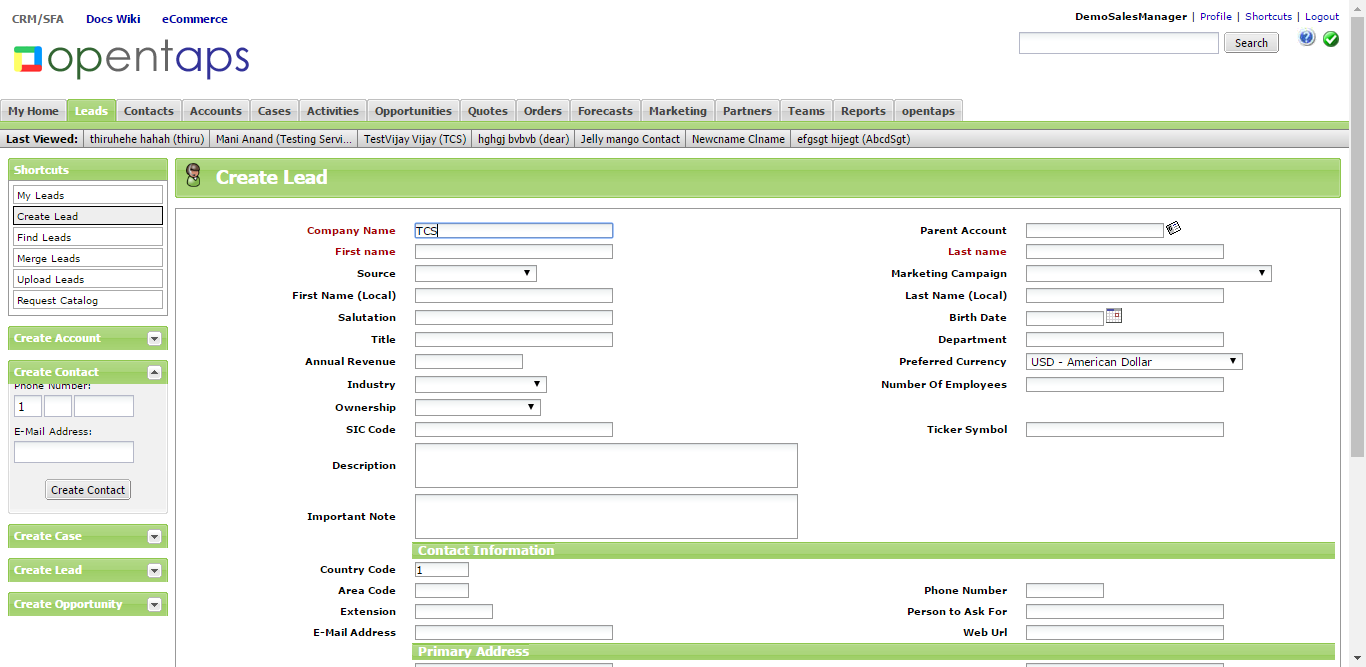 CRM/SFA Docs Wiki eCommerce
DemoSalesManager | Profile | Shortcuts | Logout
opentaps
Search
?
My Home Leads Contacts Accounts Cases Activities Opportunities Quotes Orders Forecasts Marketing Partners Teams Reports opentaps
Last Viewed: thiruhehe hahah (thiru) Mani Anand (Testing Servi... TestVijay Vijay (TCS) hghgj bvbvb (dear) Jelly mango Contact Newcname Clname efgsgt hijegt (AbcdSgt)
Shortcuts
My Leads
Create Lead
Find Leads
Merge Leads
Upload Leads
Request Catalog
Create Account
Create Contact
Phone Number:
1
E-Mail Address:
Create Contact
Create Case
Create Lead
Create Opportunity
Create Lead
Company Name TCS Parent Account
First name Last name
Source Marketing Campaign
First Name (Local) Last Name (Local)
Salutation Birth Date
Title Department
Annual Revenue Preferred Currency USD - American Dollar
Industry Number Of Employees
Ownership
SIC Code Ticker Symbol
Description
Important Note
Contact Information
Country Code 1
Area Code Phone Number
Extension Person to Ask For
E-Mail Address Web Url
Primary Address